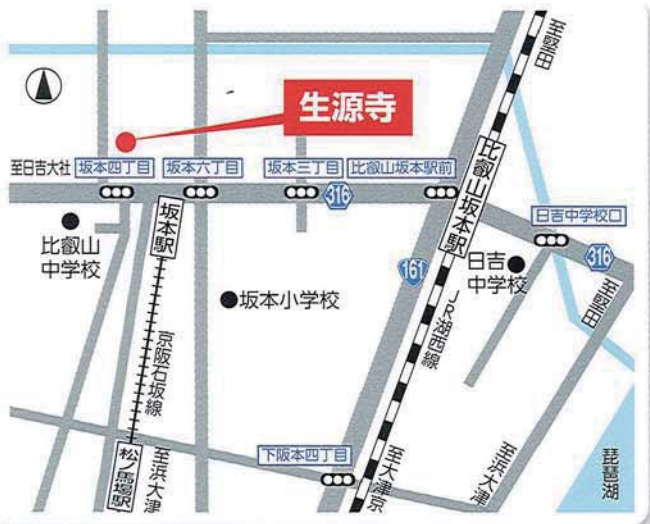 至堅田
生源寺
至日吉大社
坂本四丁目
坂本六丁目
坂本三丁目
比叡山坂本駅前
316
比叡山坂本駅
日吉中学校口
316
比叡山
中学校
坂本駅
161
日吉
中学校
坂本小学校
至堅田
JR湖西線
京阪石坂線
下阪本四丁目
松ノ馬場駅
至浜大津
至大津京
至浜大津
琵琶湖